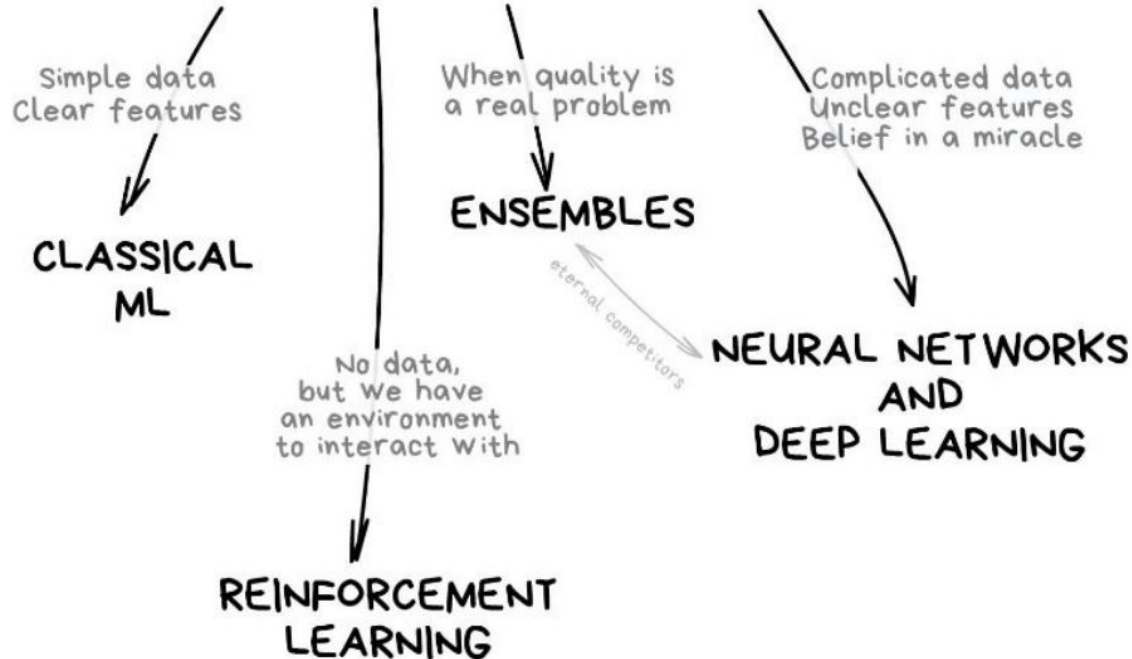 Simple data
Clear features
When quality is
a real problem
Complicated data
Unclear features
Belief in a miracle
ENSEMBLES
CLASSICAL
ML
eternal competitors
NEURAL NETWORKS
AND
DEEP LEARNING
No data,
but we have
an environment
to interact with
REINFORCEMENT
LEARNING